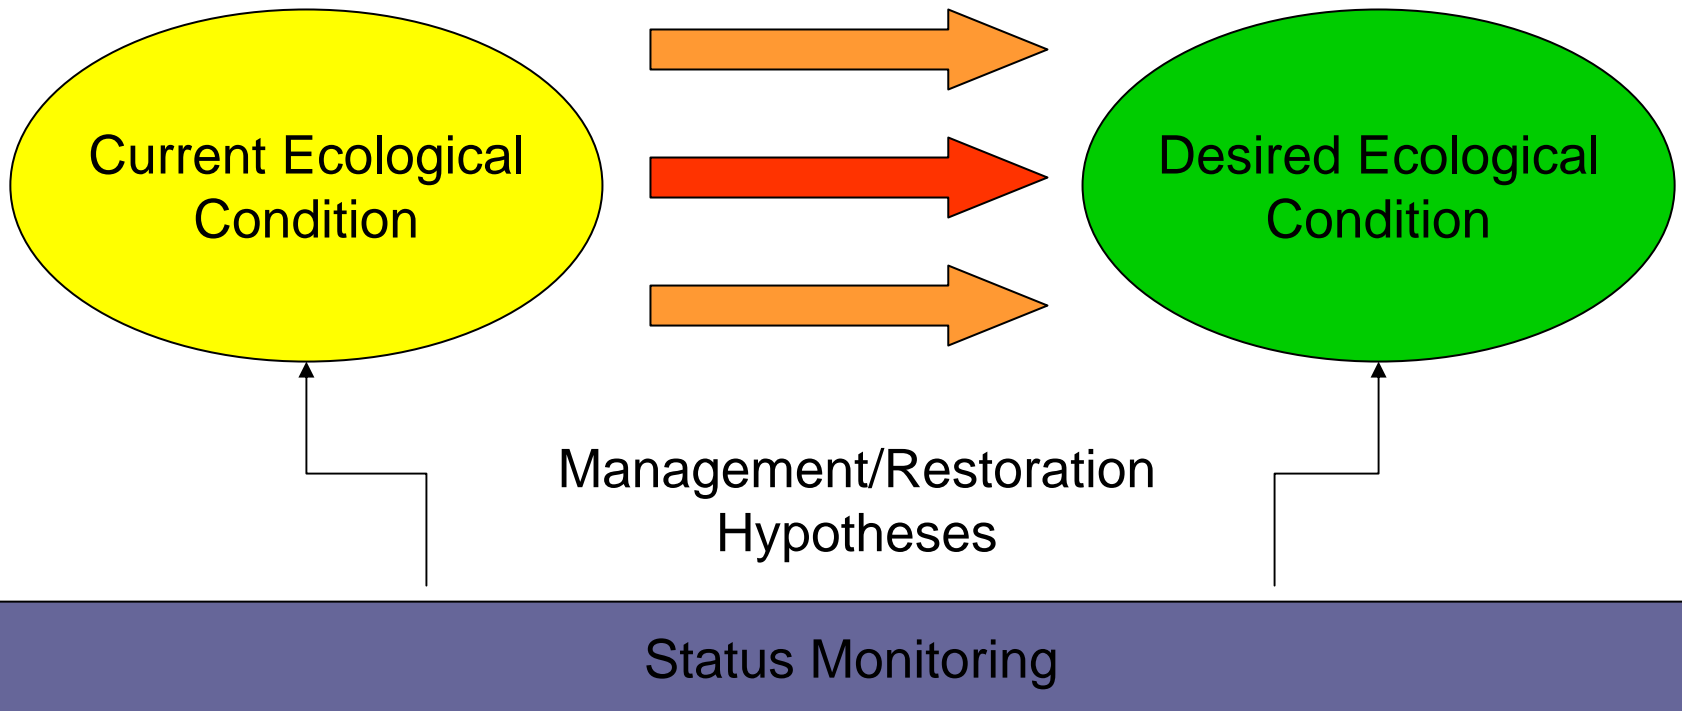 Current Ecological
Condition
Desired Ecological
Condition
Management/Restoration
Hypotheses
Status Monitoring